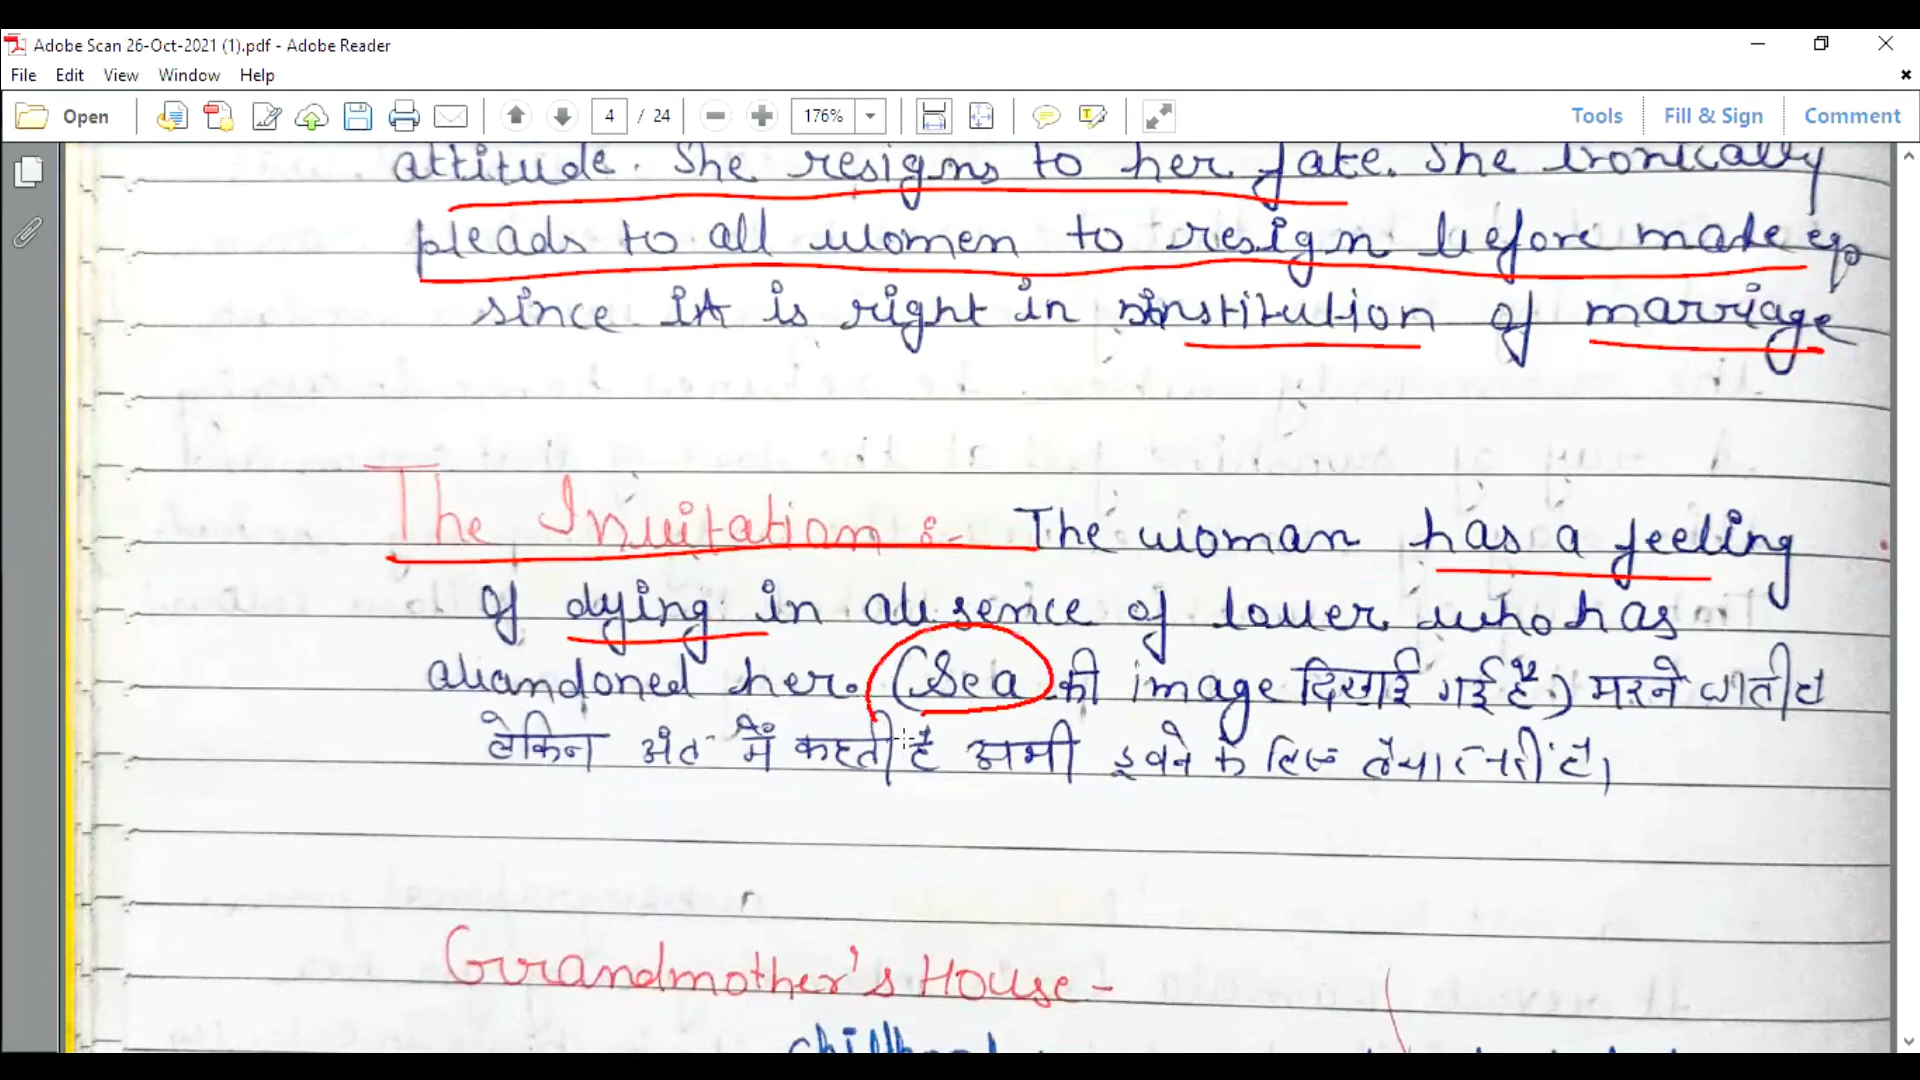 Adobe Scan 26-Oct-2021 (1).pdf - Adobe Reader
File Edit View Window Help
Open 4 / 24 176% Tools Fill & Sign Comment
attitude. She resigns to her fate. She ironically
pleads to all women to resign before male ego
since it is right in institution of marriage
The Invitation :- The woman has a feeling
of dying in absence of lover who has
abandoned her. (Sea की image दिखाई गई है) मरने
लेकिन अंत में कहती है अभी डूबने के लिए तैयार नहीं है।
Grandmother's House -